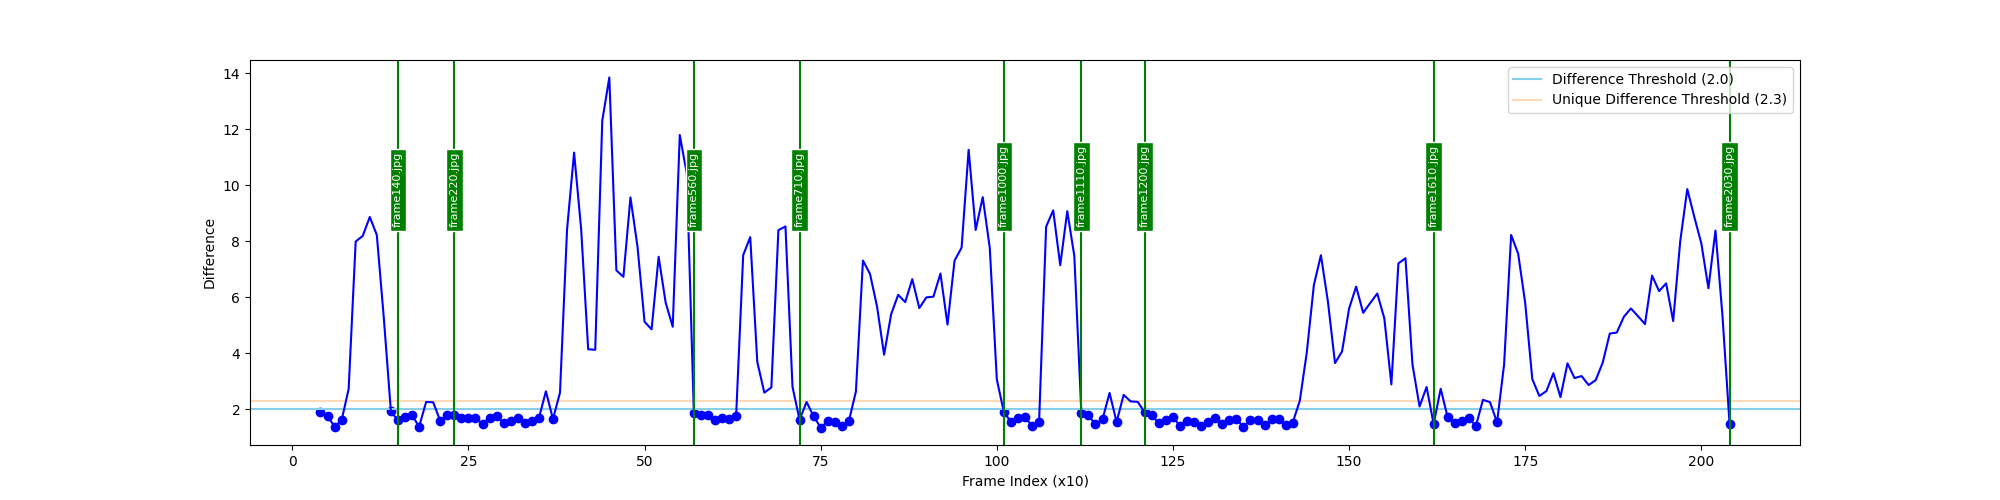 14
12
10
8
6
4
2
Difference
frame140.jpg
frame220.jpg
frame560.jpg
frame710.jpg
frame1000.jpg
frame1110.jpg
frame1200.jpg
frame1610.jpg
frame2030.jpg
Difference Threshold (2.0)
Unique Difference Threshold (2.3)
0 25 50 75 100 125 150 175 200
Frame Index (x10)